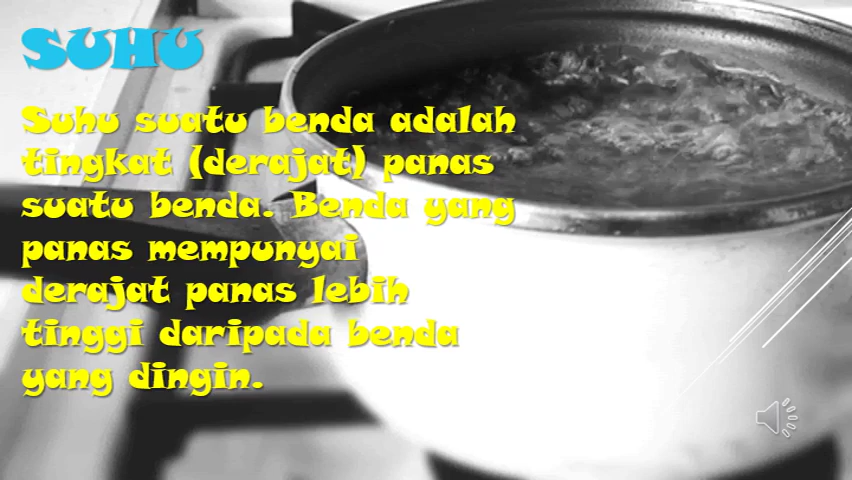 SUHU
Suhu suatu benda adalah
tingkat (derajat) panas
suatu benda. Benda yang
panas mempunyai
derajat panas lebih
tinggi daripada benda
yang dingin.